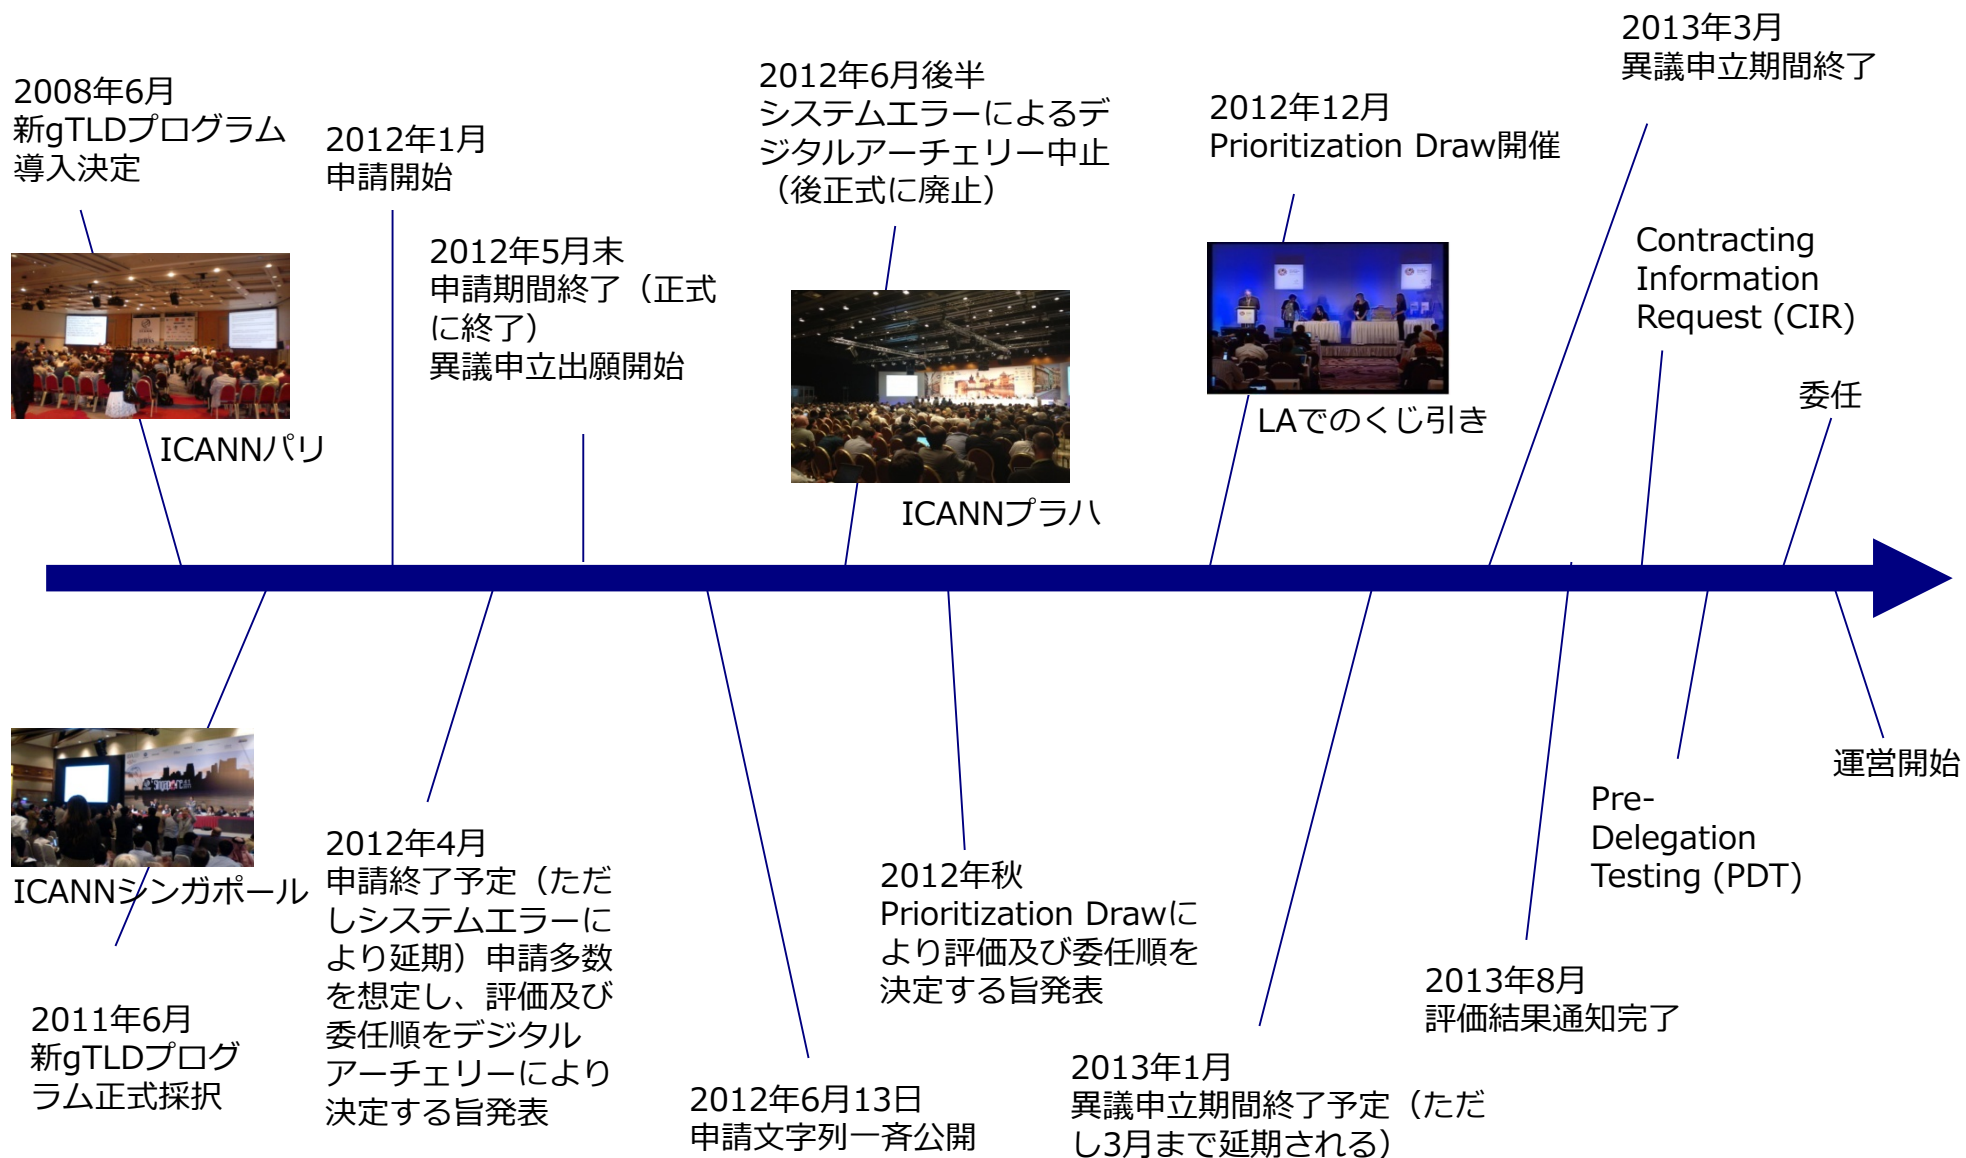 2008年6月
新gTLDプログラム
導入決定
ICANNパリ
2012年1月
申請開始
2012年5月末
申請期間終了（正式
に終了）
異議申立出願開始
2012年6月後半
システムエラーによるデ
ジタルアーチェリー中止
（後正式に廃止）
ICANNプラハ
2012年12月
Prioritization Draw開催
LAでのくじ引き
2013年3月
異議申立期間終了
Contracting
Information
Request (CIR)
委任
Singapore
ICANNシンガポール
2011年6月
新gTLDプログ
ラム正式採択
2012年4月
申請終了予定（ただ
しシステムエラーに
より延期）申請多数
を想定し、評価及び
委任順をデジタル
アーチェリーにより
決定する旨発表
2012年6月13日
申請文字列一斉公開
2012年秋
Prioritization Drawに
より評価及び委任順を
決定する旨発表
2013年1月
異議申立期間終了予定（ただ
し3月まで延期される）
2013年8月
評価結果通知完了
Pre-
Delegation
Testing (PDT)
運営開始